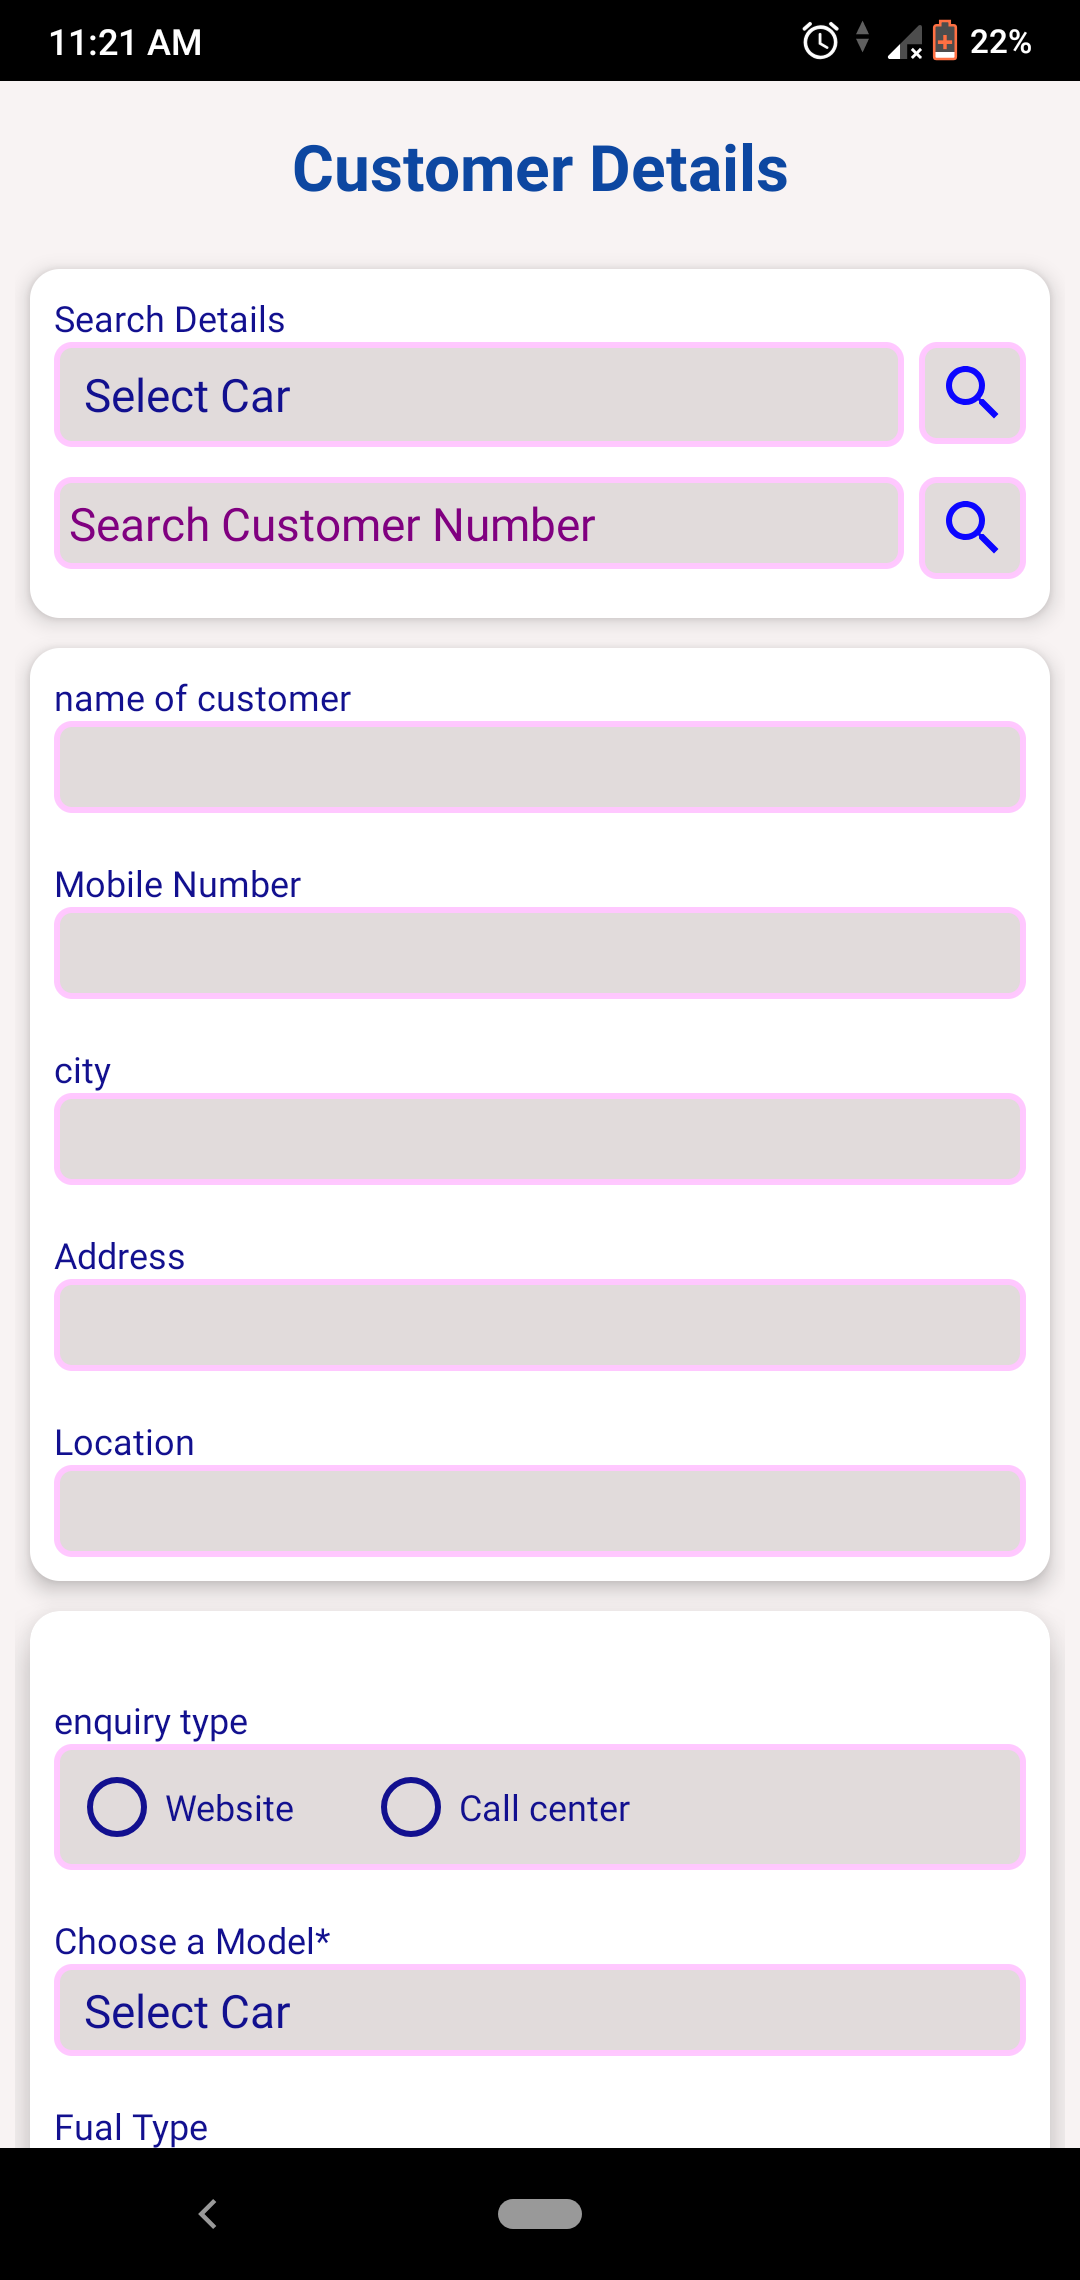 11:21 AM
22%
Customer Details
Search Details
Select Car
Search Customer Number
name of customer
Mobile Number
city
Address
Location
enquiry type
Website
Call center
Choose a Model*
Select Car
Fual Type